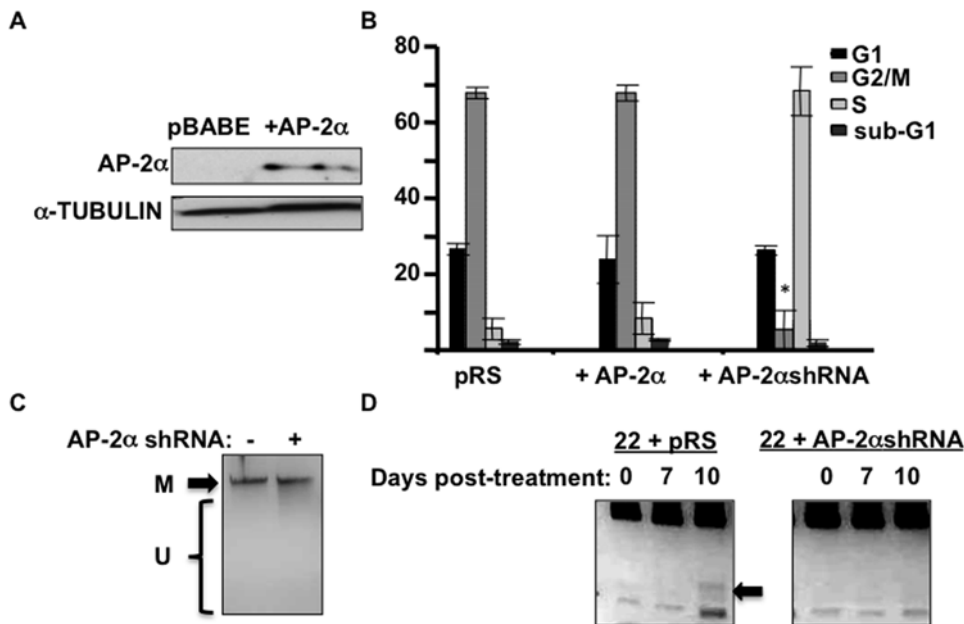 A
pBABE +AP-2α
AP-2α
α-TUBULIN
B
80
60
40
20
G1
G2/M
S
sub-G1
*
pRS
+ AP-2α
+ AP-2αshRNA
C
AP-2α shRNA: - +
M
U
D
22 + pRS 22 + AP-2αshRNA
Days post-treatment: 0 7 10 0 7 10